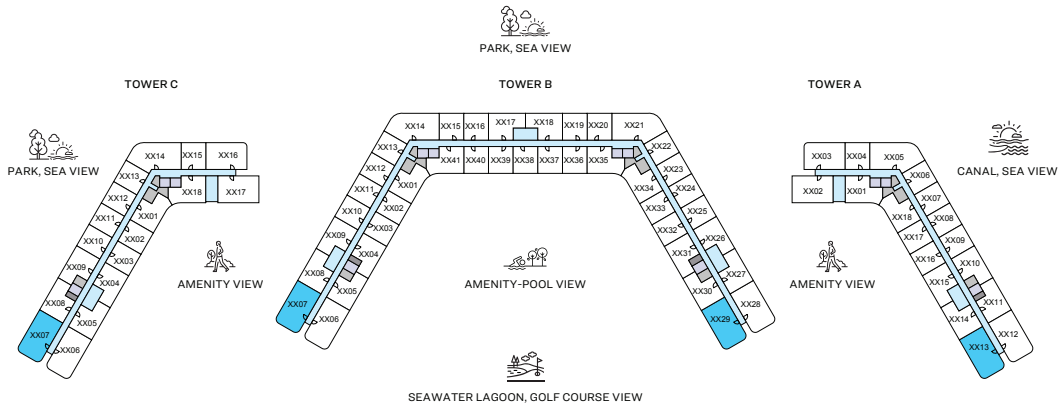 PARK, SEA VIEW
TOWER C
TOWER B
TOWER A
PARK, SEA VIEW
CANAL, SEA VIEW
XX14
XX15
XX16
XX13
XX12
XX11
XX10
XX09
XX08
XX07
XX06
XX05
XX04
XX03
XX02
XX01
XX18
XX17
AMENITY VIEW
XX14
XX15
XX16
XX17
XX18
XX19
XX20
XX21
XX13
XX41
XX40
XX39
XX38
XX37
XX36
XX35
XX22
XX12
XX01
XX34
XX23
XX11
XX02
XX33
XX24
XX10
XX03
XX32
XX25
XX09
XX04
XX31
XX26
XX08
XX05
XX30
XX27
XX07
XX06
XX29
XX28
AMENITY-POOL VIEW
XX03
XX04
XX05
XX02
XX01
XX06
XX18
XX07
XX17
XX08
XX16
XX09
XX15
XX10
XX14
XX11
XX13
XX12
AMENITY VIEW
SEAWATER LAGOON, GOLF COURSE VIEW